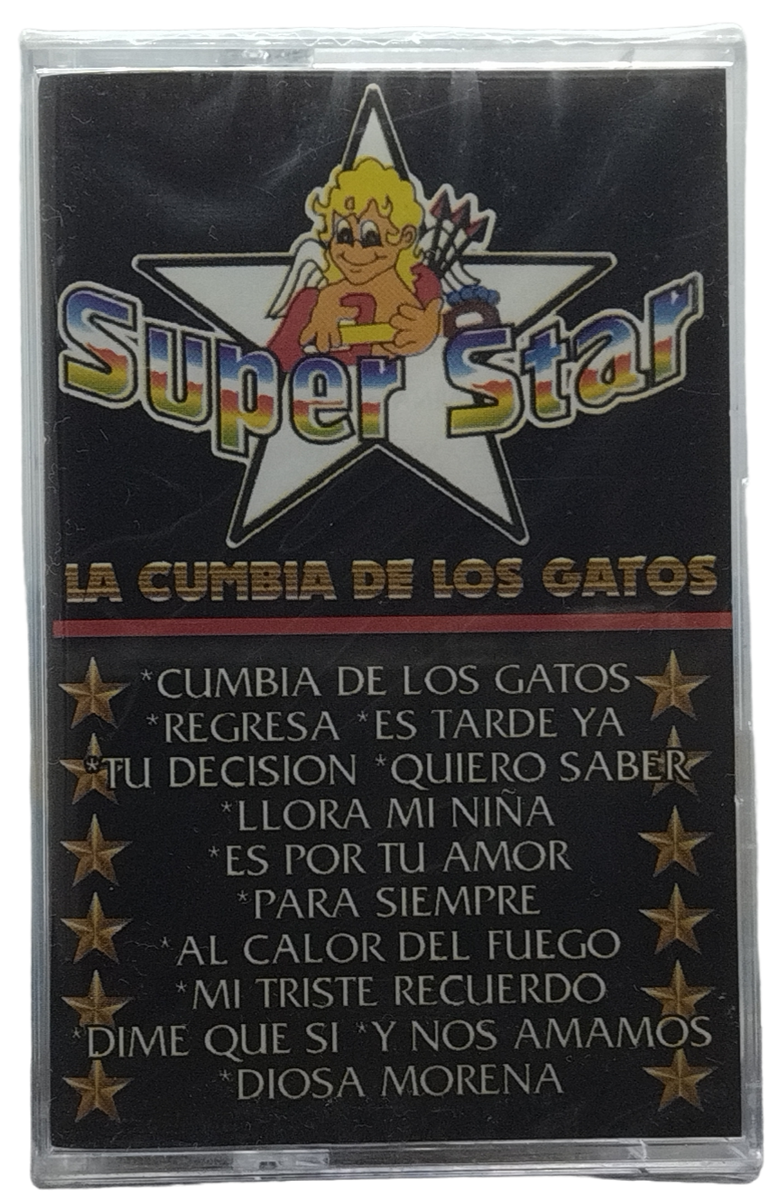 Super Star
LA CUMBIA DE LOS GATOS
*CUMBIA DE LOS GATOS
*REGRESA *ES TARDE YA
*TU DECISION *QUIERO SABER
*LLORA MI NIÑA
*ES POR TU AMOR
*PARA SIEMPRE
*AL CALOR DEL FUEGO
*MI TRISTE RECUERDO
*DIME QUE SI *Y NOS AMAMOS
*DIOSA MORENA